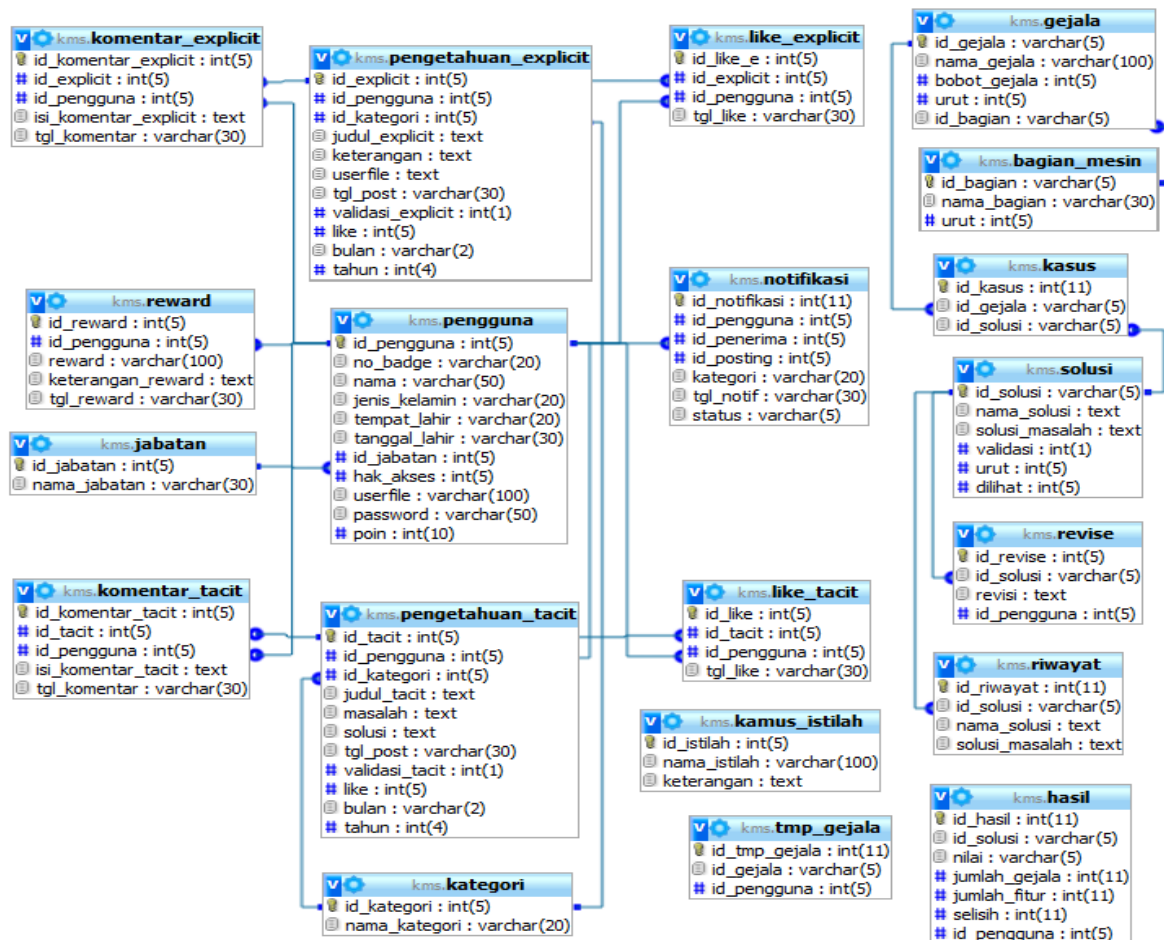 kms.komentar_explicit
id_komentar_explicit : int(5)
id_explicit : int(5)
id_pengguna : int(5)
isi_komentar_explicit : text
tgl_komentar : varchar(30)
kms.pengetahuan_explicit
id_explicit : int(5)
id_pengguna : int(5)
id_kategori : int(5)
judul_explicit : text
keterangan : text
userfile : text
tgl_post : varchar(30)
validasi_explicit : int(1)
like : int(5)
bulan : varchar(2)
tahun : int(4)
kms.like_explicit
id_like_e : int(5)
id_explicit : int(5)
id_pengguna : int(5)
tgl_like : varchar(30)
kms.gejala
id_gejala : varchar(5)
nama_gejala : varchar(100)
bobot_gejala : int(5)
urut : int(5)
id_bagian : varchar(5)
kms.bagian_mesin
id_bagian : varchar(5)
nama_bagian : varchar(30)
urut : int(5)
kms.reward
id_reward : int(5)
id_pengguna : int(5)
reward : varchar(100)
keterangan_reward : text
tgl_reward : varchar(30)
kms.pengguna
id_pengguna : int(5)
no_badge : varchar(20)
nama : varchar(50)
jenis_kelamin : varchar(20)
tempat_lahir : varchar(20)
tanggal_lahir : varchar(30)
id_jabatan : int(5)
hak_akses : int(5)
userfile : varchar(100)
password : varchar(50)
poin : int(10)
kms.notifikasi
id_notifikasi : int(11)
id_pengguna : int(5)
id_penerima : int(5)
id_posting : int(5)
kategori : varchar(20)
tgl_notif : varchar(30)
status : varchar(5)
kms.kasus
id_kasus : int(11)
id_gejala : varchar(5)
id_solusi : varchar(5)
kms.solusi
id_solusi : varchar(5)
nama_solusi : text
solusi_masalah : text
validasi : int(1)
urut : int(5)
dilihat : int(5)
kms.jabatan
id_jabatan : int(5)
nama_jabatan : varchar(30)
kms.revise
id_revise : int(5)
id_solusi : varchar(5)
revisi : text
id_pengguna : int(5)
kms.komentar_tacit
id_komentar_tacit : int(5)
id_tacit : int(5)
id_pengguna : int(5)
isi_komentar_tacit : text
tgl_komentar : varchar(30)
kms.pengetahuan_tacit
id_tacit : int(5)
id_pengguna : int(5)
id_kategori : int(5)
judul_tacit : text
masalah : text
solusi : text
tgl_post : varchar(30)
validasi_tacit : int(1)
like : int(5)
bulan : varchar(2)
tahun : int(4)
kms.like_tacit
id_like : int(5)
id_tacit : int(5)
id_pengguna : int(5)
tgl_like : varchar(30)
kms.riwayat
id_riwayat : int(11)
id_solusi : varchar(5)
nama_solusi : text
solusi_masalah : text
kms.kamus_istilah
id_istilah : int(5)
nama_istilah : varchar(100)
keterangan : text
kms.tmp_gejala
id_tmp_gejala : int(11)
id_gejala : varchar(5)
id_pengguna : int(5)
kms.hasil
id_hasil : int(11)
id_solusi : varchar(5)
nilai : varchar(5)
jumlah_gejala : int(11)
jumlah_fitur : int(11)
selisih : int(11)
id_pengguna : int(5)
kms.kategori
id_kategori : int(5)
nama_kategori : varchar(20)